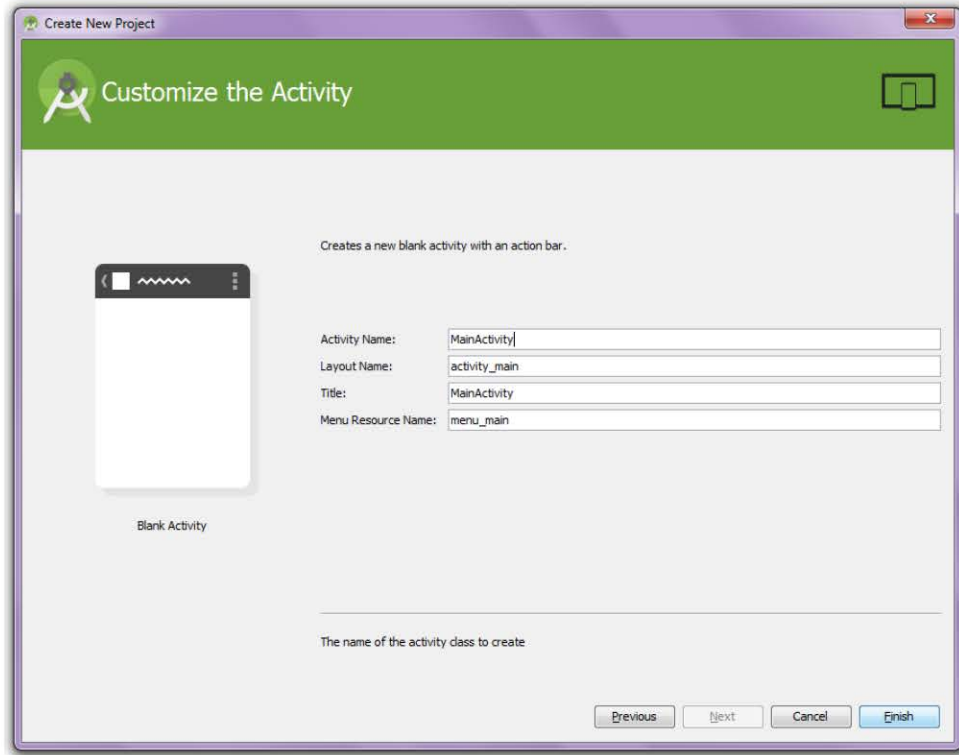 Create New Project
Customize the Activity
Creates a new blank activity with an action bar.
Activity Name: MainActivity
Layout Name: activity_main
Title: MainActivity
Menu Resource Name: menu_main
Blank Activity
The name of the activity class to create
Previous Next Cancel Finish